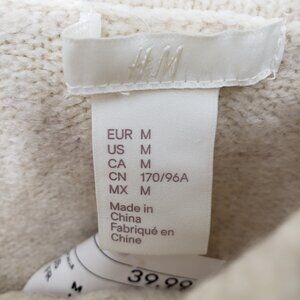 H&M
EUR M
US M
CA M
CN 170/96A
MX M
Made in
China
Fabriqué en
Chine
39.99